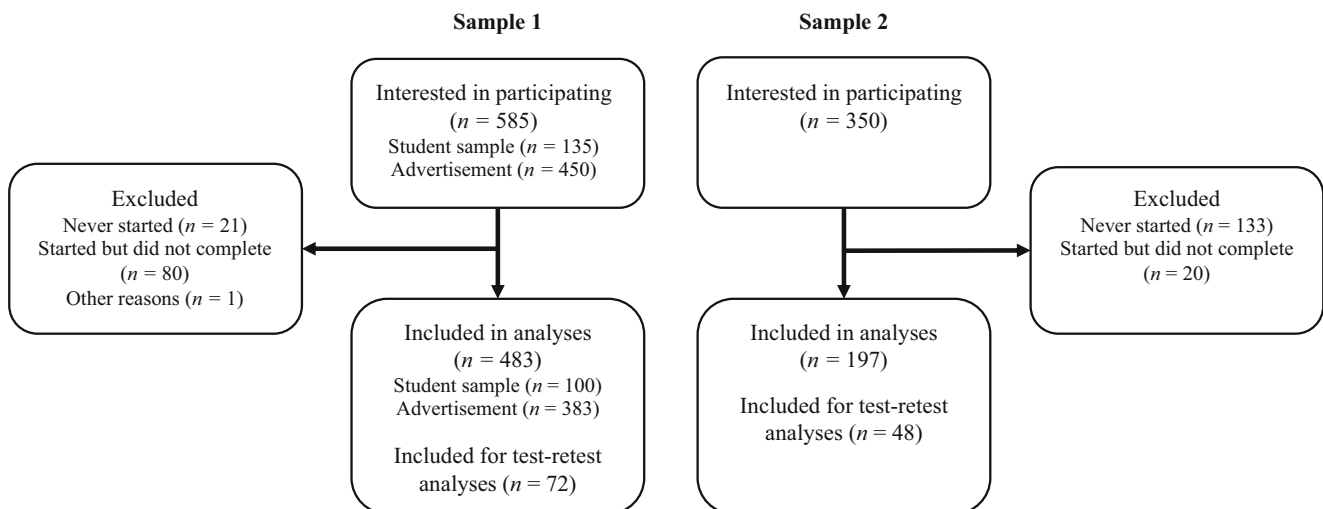 Sample 1
Interested in participating
(n = 585)
Student sample (n = 135)
Advertisement (n = 450)
Excluded
Never started (n = 21)
Started but did not complete
(n = 80)
Other reasons (n = 1)
Included in analyses
(n = 483)
Student sample (n = 100)
Advertisement (n = 383)
Included for test-retest
analyses (n = 72)
Sample 2
Interested in participating
(n = 350)
Excluded
Never started (n = 133)
Started but did not complete
(n = 20)
Included in analyses
(n = 197)
Included for test-retest
analyses (n = 48)